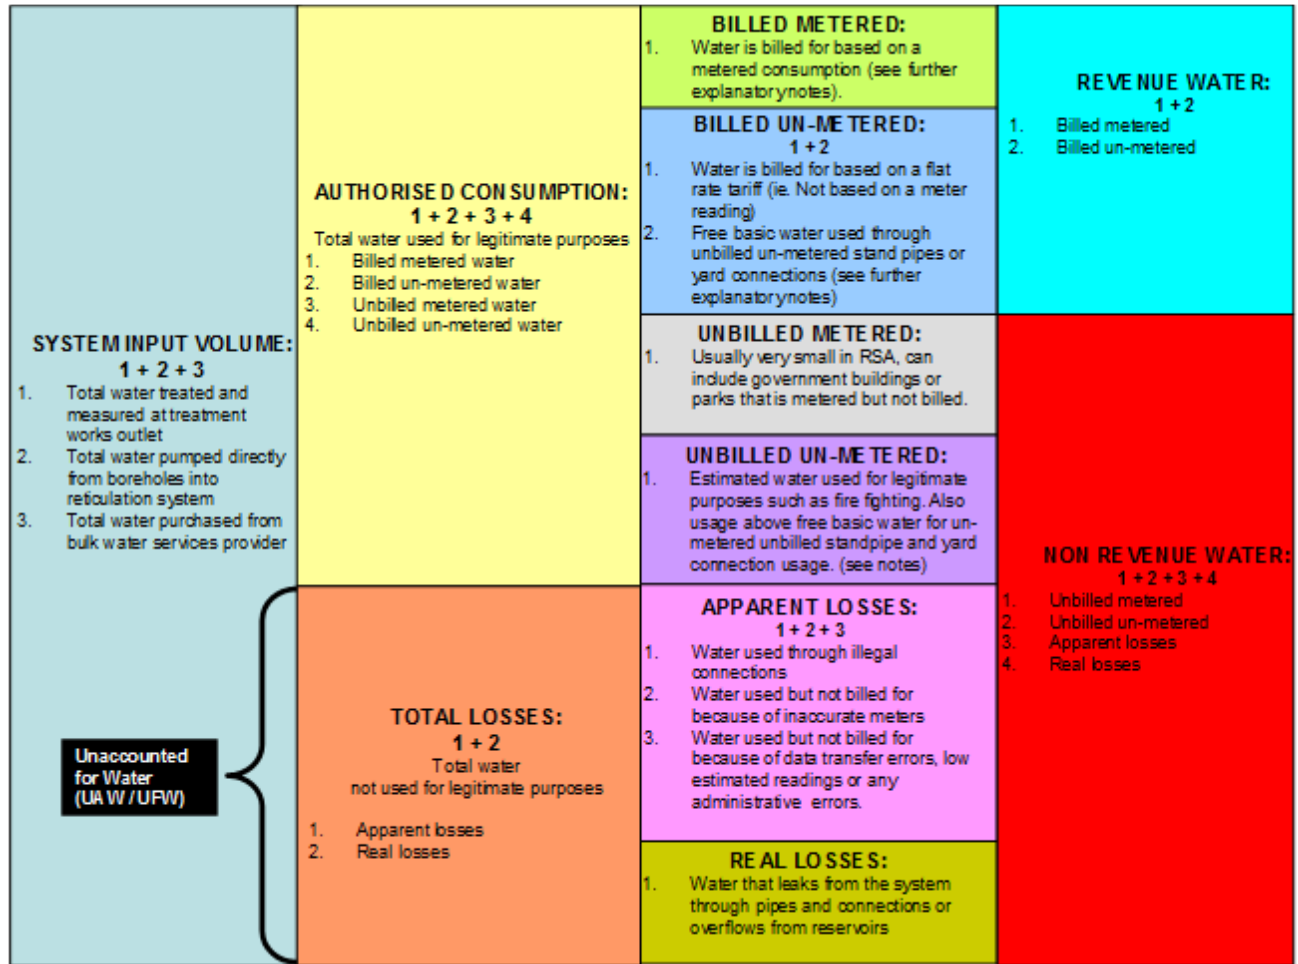 SYSTEM INPUT VOLUME:
1 + 2 + 3
1. Total water treated and
measured at treatment
works outlet
2. Total water pumped directly
from boreholes into
reticulation system
3. Total water purchased from
bulk water services provider
Unaccounted
for Water
(UAW / UFW)
AUTHORISED CONSUMPTION:
1 + 2 + 3 + 4
Total water used for legitimate purposes
1. Billed metered water
2. Billed un-metered water
3. Unbilled metered water
4. Unbilled un-metered water
TOTAL LOSSES:
1 + 2
Total water
not used for legitimate purposes
1. Apparent losses
2. Real losses
BILLED METERED:
1. Water is billed for based on a
metered consumption (see further
explanatorynotes).
BILLED UN-METERED:
1 + 2
1. Water is billed for based on a flat
rate tariff (ie. Not based on a meter
reading)
2. Free basic water used through
unbilled un-metered stand pipes or
yard connections (see further
explanatorynotes)
UNBILLED METERED:
1. Usually very small in RSA, can
include government buildings or
parks that is metered but not billed.
UNBILLED UN-METERED:
1. Estimated water used for legitimate
purposes such as fire fighting. Also
usage above free basic water for un-
metered unbilled standpipe and yard
connection usage. (see notes)
APPARENT LOSSES:
1 + 2 + 3
1. Water used through illegal
connections
2. Water used but not billed for
because of inaccurate meters
3. Water used but not billed for
because of data transfer errors, low
estimated readings or any
administrative errors.
REAL LOSSES:
1. Water that leaks from the system
through pipes and connections or
overflows from reservoirs
REVENUE WATER:
1 + 2
1. Billed metered
2. Billed un-metered
NON REVENUE WATER:
1 + 2 + 3 + 4
1. Unbilled metered
2. Unbilled un-metered
3. Apparent losses
4. Real losses